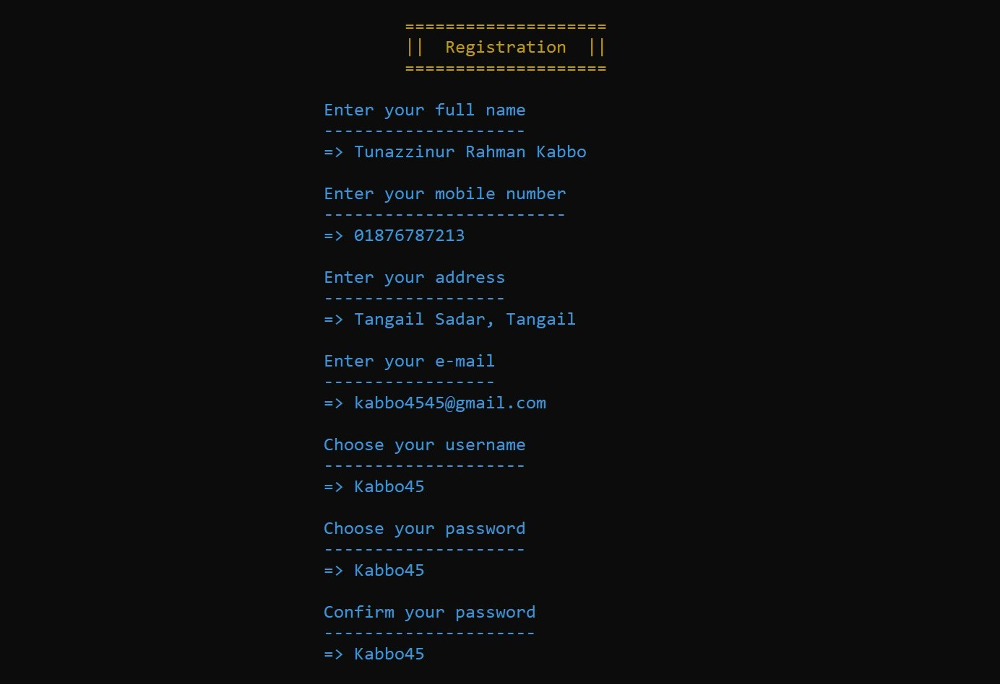 ====================
||  Registration  ||
====================
Enter your full name
--------------------
=> Tunazzinur Rahman Kabbo
Enter your mobile number
------------------------
=> 01876787213
Enter your address
------------------
=> Tangail Sadar, Tangail
Enter your e-mail
-----------------
=> kabbo4545@gmail.com
Choose your username
--------------------
=> Kabbo45
Choose your password
--------------------
=> Kabbo45
Confirm your password
---------------------
=> Kabbo45